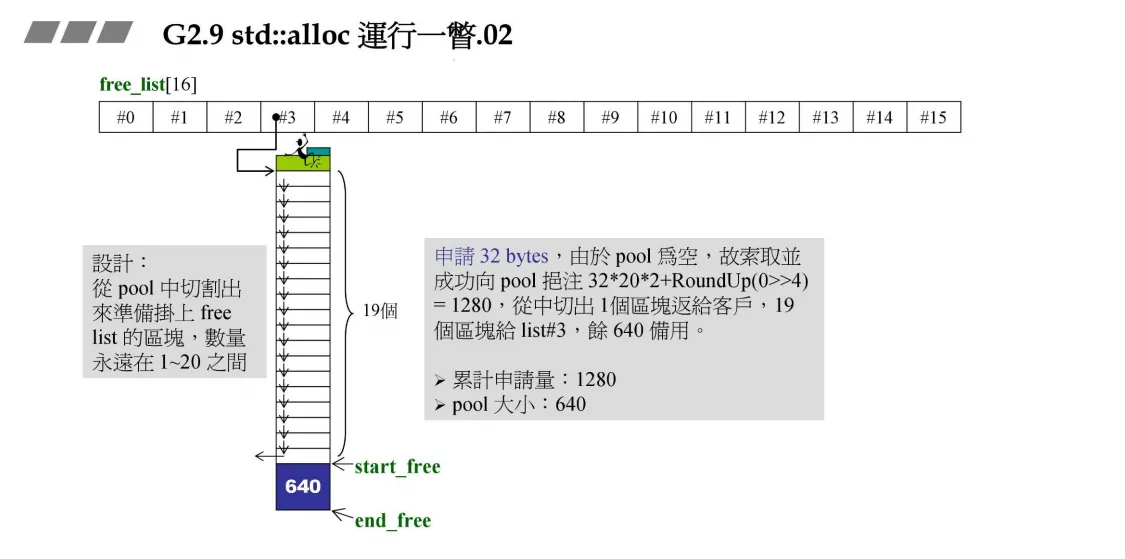 G2.9 std::alloc 運行一瞥.02
free_list[16]
#0 #1 #2 #3 #4 #5 #6 #7 #8 #9 #10 #11 #12 #13 #14 #15
設計：
從 pool 中切割出
來準備掛上 free
list 的區塊，數量
永遠在 1~20 之間
19個
申請 32 bytes，由於 pool 爲空，故索取並
成功向 pool 挹注 32*20*2+RoundUp(0>>4)
= 1280，從中切出 1個區塊返給客戶，19
個區塊給 list#3，餘 640 備用。
➢ 累計申請量：1280
➢ pool 大小：640
start_free
640
end_free